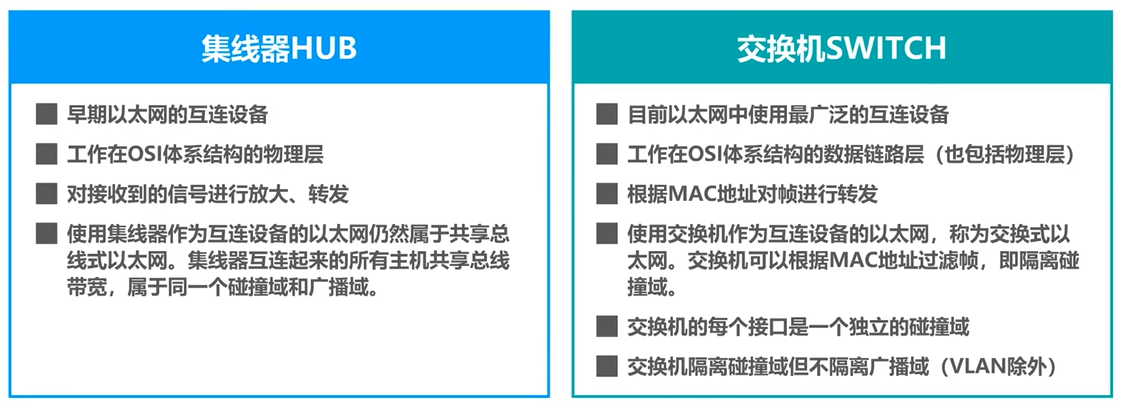 集线器HUB
早期以太网的互连设备
工作在OSI体系结构的物理层
对接收到的信号进行放大、转发
使用集线器作为互连设备的以太网仍然属于共享总
线式以太网。集线器互连起来的所有主机共享总线
带宽，属于同一个碰撞域和广播域。
交换机SWITCH
目前以太网中使用最广泛的互连设备
工作在OSI体系结构的数据链路层（也包括物理层）
根据MAC地址对帧进行转发
使用交换机作为互连设备的以太网，称为交换式以
太网。交换机可以根据MAC地址过滤帧，即隔离碰
撞域。
交换机的每个接口是一个独立的碰撞域
交换机隔离碰撞域但不隔离广播域（VLAN除外）